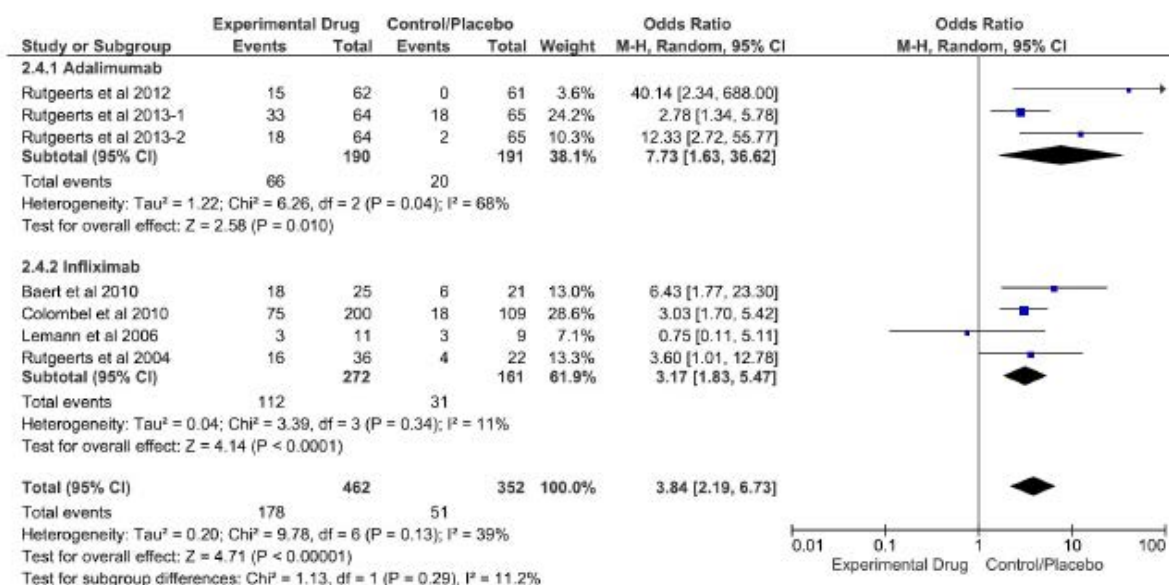 Experimental Drug Control/Placebo Odds Ratio Odds Ratio
Study or Subgroup Events Total Events Total Weight M-H, Random, 95% CI M-H, Random, 95% CI
2.4.1 Adalimumab
Rutgeerts et al 2012 15 62 0 61 3.6% 40.14 [2.34, 688.00]
Rutgeerts et al 2013-1 33 64 18 65 24.2% 2.78 [1.34, 5.78]
Rutgeerts et al 2013-2 18 64 2 65 10.3% 12.33 [2.72, 55.77]
Subtotal (95% CI) 190 191 38.1% 7.73 [1.63, 36.62]
Total events 66 20
Heterogeneity: Tau² = 1.22; Chi² = 6.26, df = 2 (P = 0.04); I² = 68%
Test for overall effect: Z = 2.58 (P = 0.010)
2.4.2 Infliximab
Baert et al 2010 18 25 6 21 13.0% 6.43 [1.77, 23.30]
Colombel et al 2010 75 200 18 109 28.6% 3.03 [1.70, 5.42]
Lemann et al 2006 3 11 3 9 7.1% 0.75 [0.11, 5.11]
Rutgeerts et al 2004 16 36 4 22 13.3% 3.60 [1.01, 12.78]
Subtotal (95% CI) 272 161 61.9% 3.17 [1.83, 5.47]
Total events 112 31
Heterogeneity: Tau² = 0.04; Chi² = 3.39, df = 3 (P = 0.34); I² = 11%
Test for overall effect: Z = 4.14 (P < 0.0001)
Total (95% CI) 462 352 100.0% 3.84 [2.19, 6.73]
Total events 178 51
Heterogeneity: Tau² = 0.20; Chi² = 9.78, df = 6 (P = 0.13); I² = 39%
Test for overall effect: Z = 4.71 (P < 0.00001)
Test for subgroup differences: Chi² = 1.13, df = 1 (P = 0.29), I² = 11.2%
0.01 0.1 1 10 100
Experimental Drug Control/Placebo